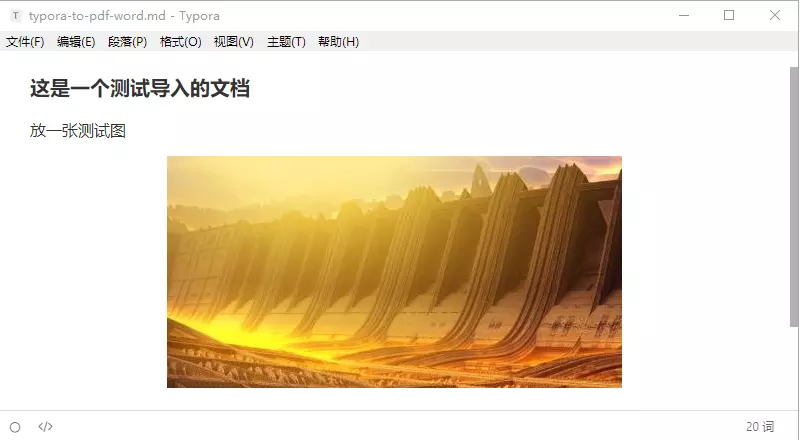 typora-to-pdf-word.md - Typora
文件(F) 编辑(E) 段落(P) 格式(O) 视图(V) 主题(T) 帮助(H)
这是一个测试导入的文档
放一张测试图
20 词